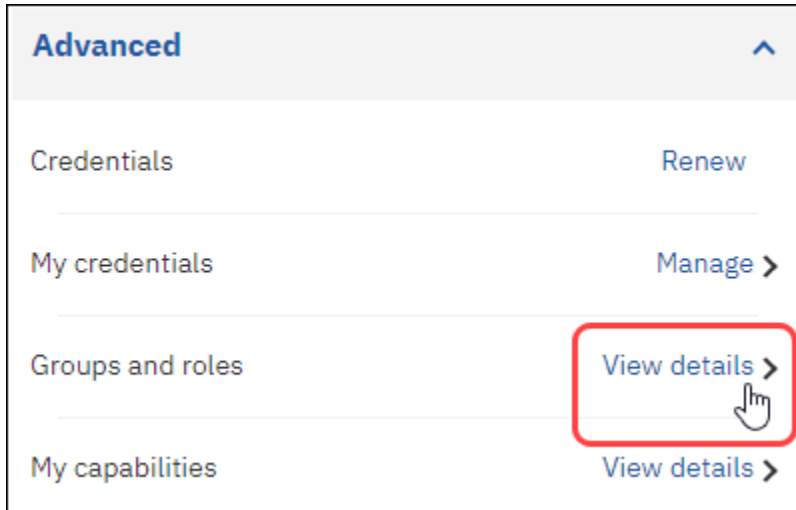 Advanced
Credentials Renew
My credentials Manage
Groups and roles View details
My capabilities View details